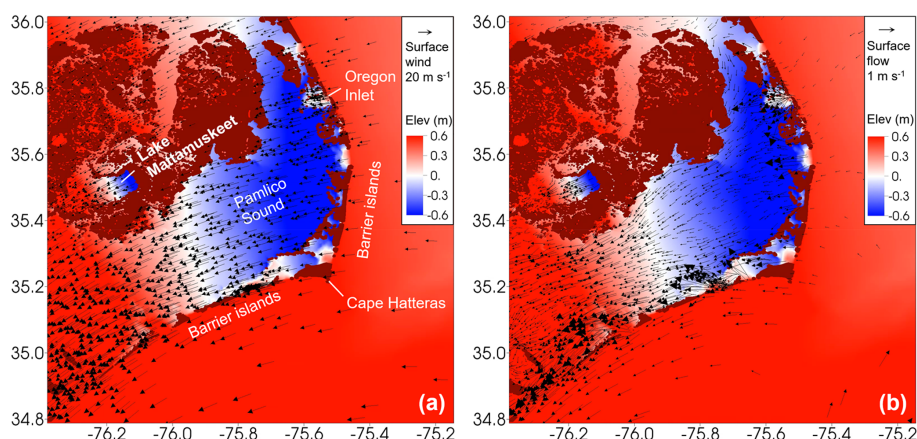 36.0
35.8
35.6
35.4
35.2
35.0
34.8
-76.2 -76.0 -75.8 -75.6 -75.4 -75.2
(a)
Surface
wind
20 m s-1
Elev (m)
0.6
0.3
0.
-0.3
-0.6
Oregon
Inlet
Lake
Mattamuskeet
Pamlico
Sound
Barrier islands
Barrier islands
Cape Hatteras
(a)
36.0
35.8
35.6
35.4
35.2
35.0
34.8
-76.2 -76.0 -75.8 -75.6 -75.4 -75.2
(b)
Surface
flow
1 m s-1
Elev (m)
0.6
0.3
0.
-0.3
-0.6
(b)